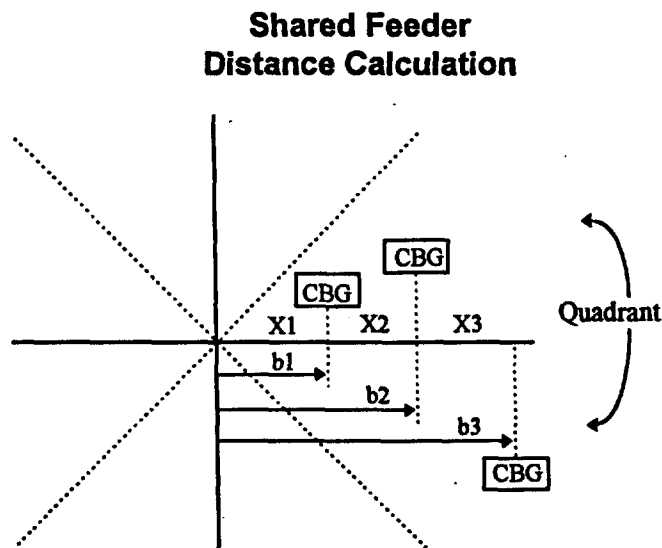 Shared Feeder
Distance Calculation
CBG
CBG
X1 X2 X3
Quadrant
b1
b2
b3
CBG